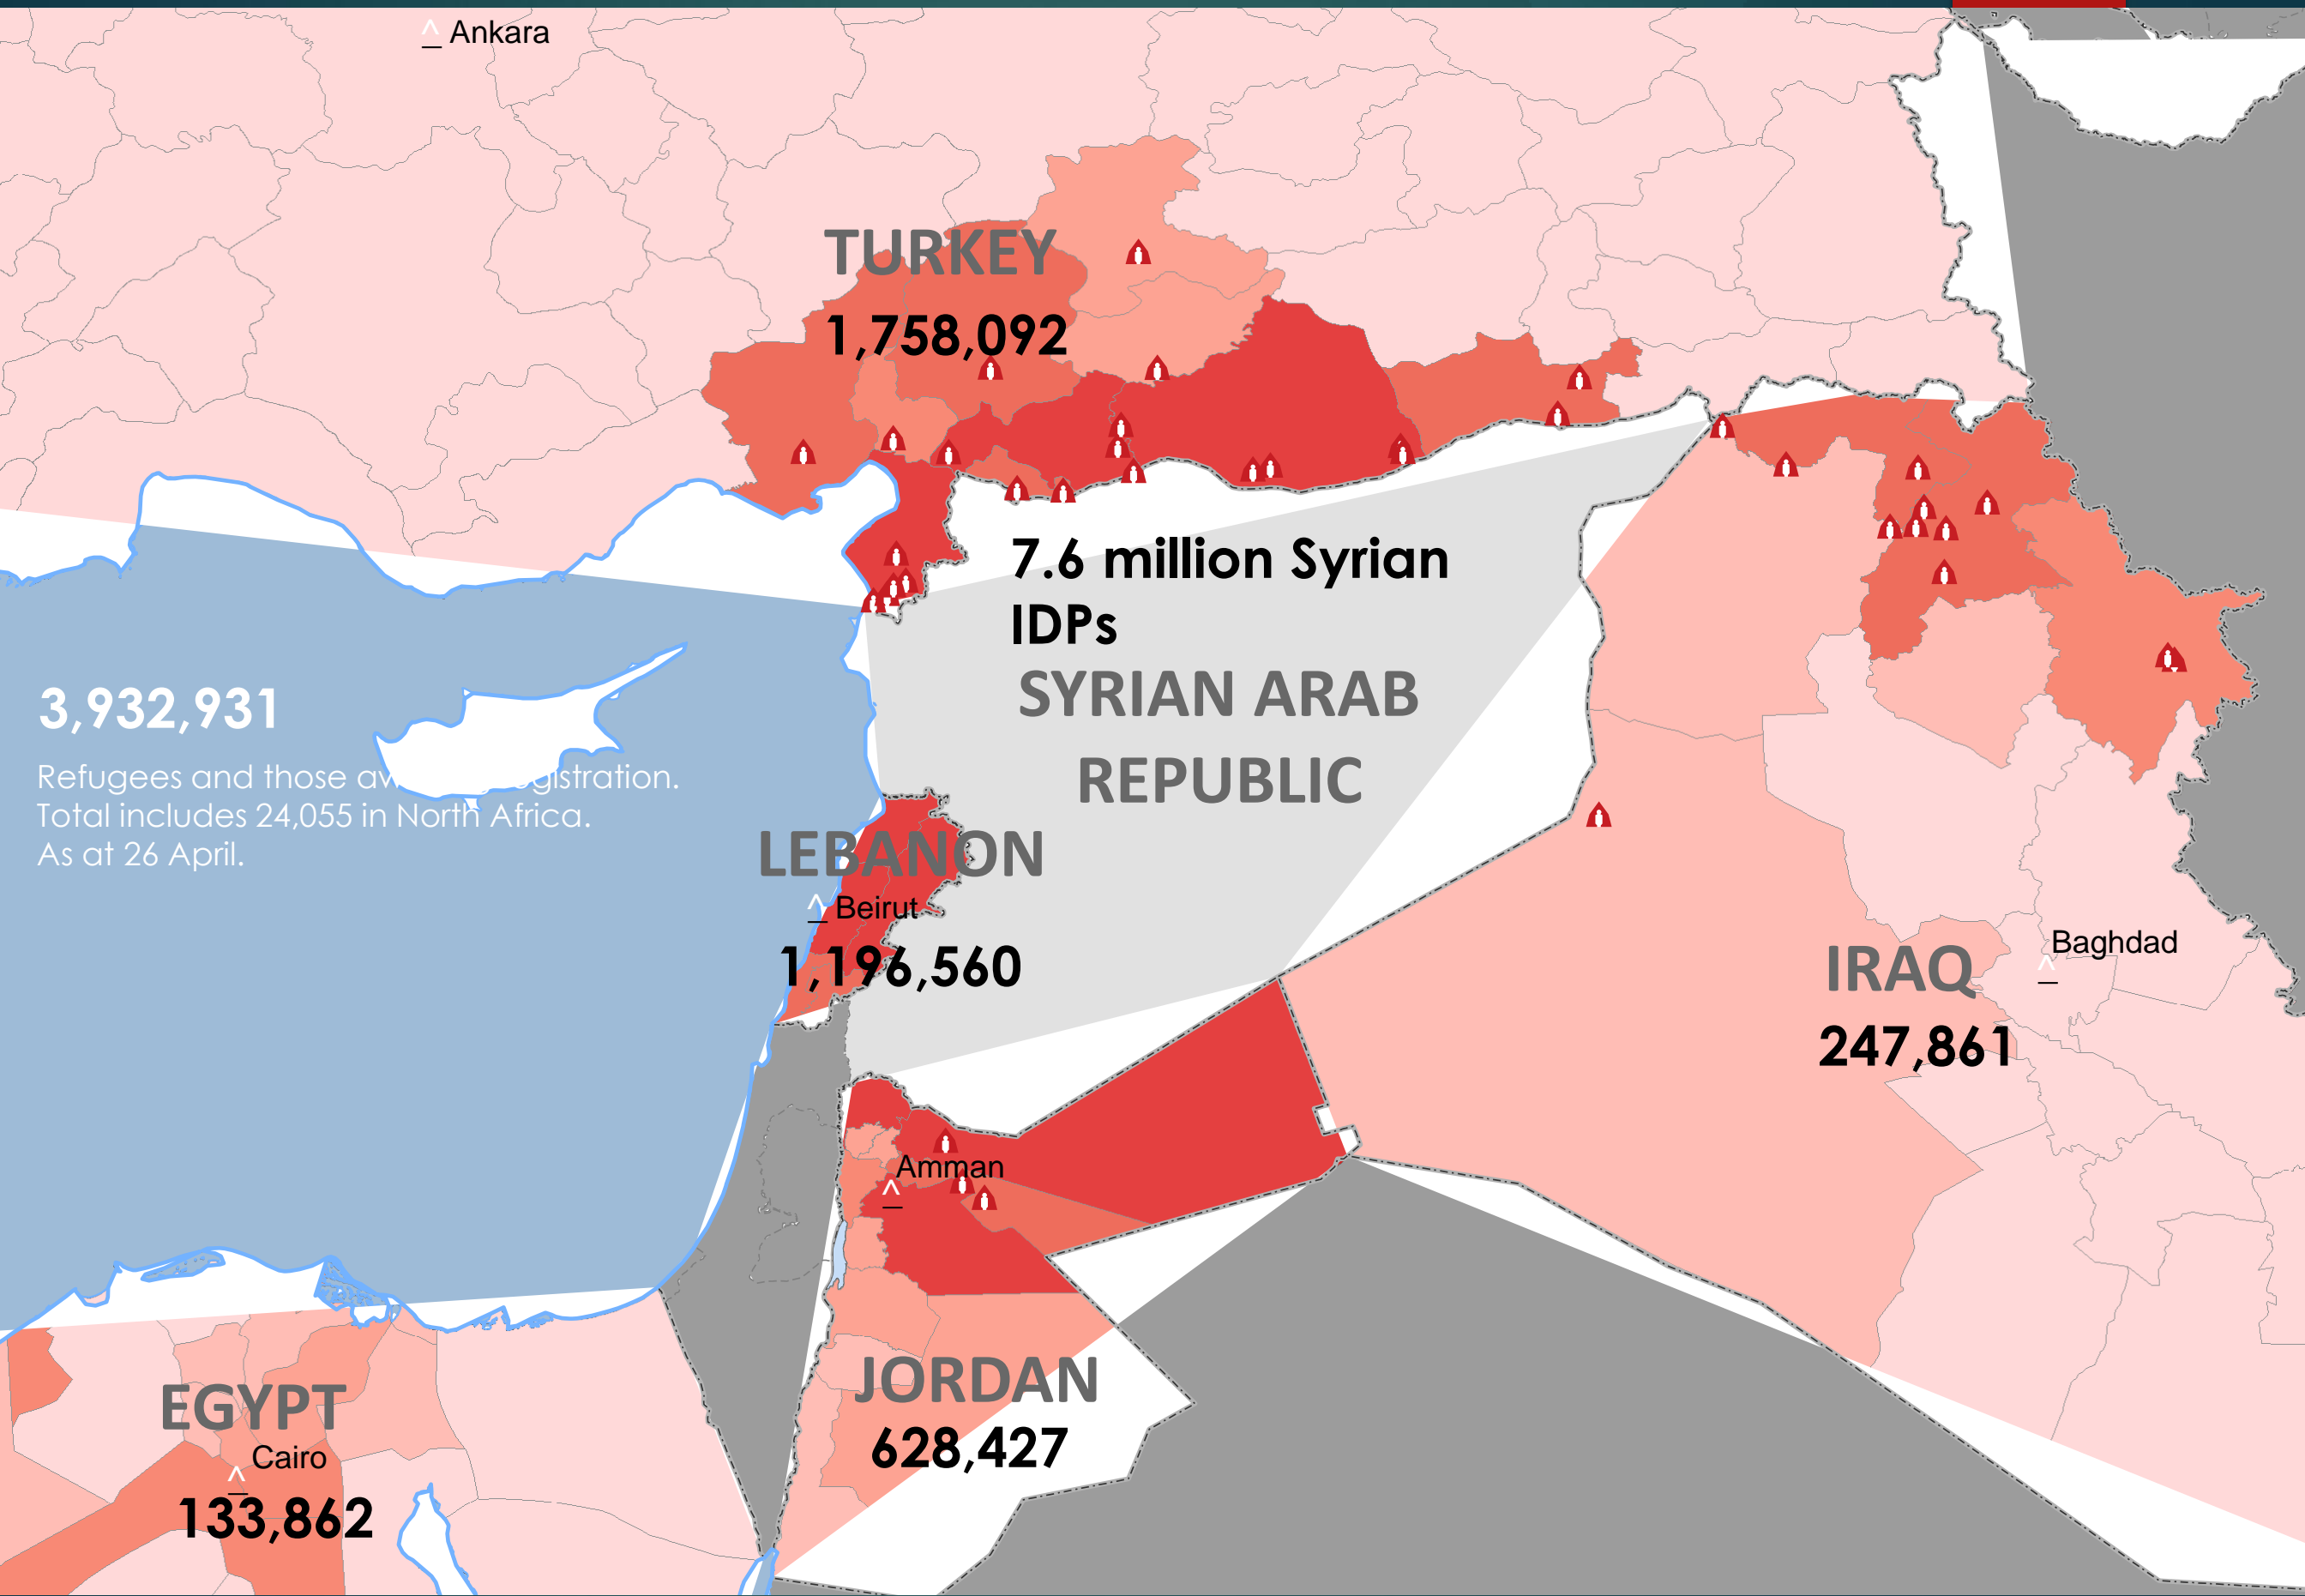 Ankara
TURKEY
1,758,092
7.6 million Syrian
IDPs
SYRIAN ARAB
REPUBLIC
3,932,931
Refugees and those
Total includes 24,055 in North Africa.
As at 26 April.
LEBANON
Beirut
1,196,560
Baghdad
IRAQ
247,861
Amman
JORDAN
628,427
EGYPT
Cairo
133,862